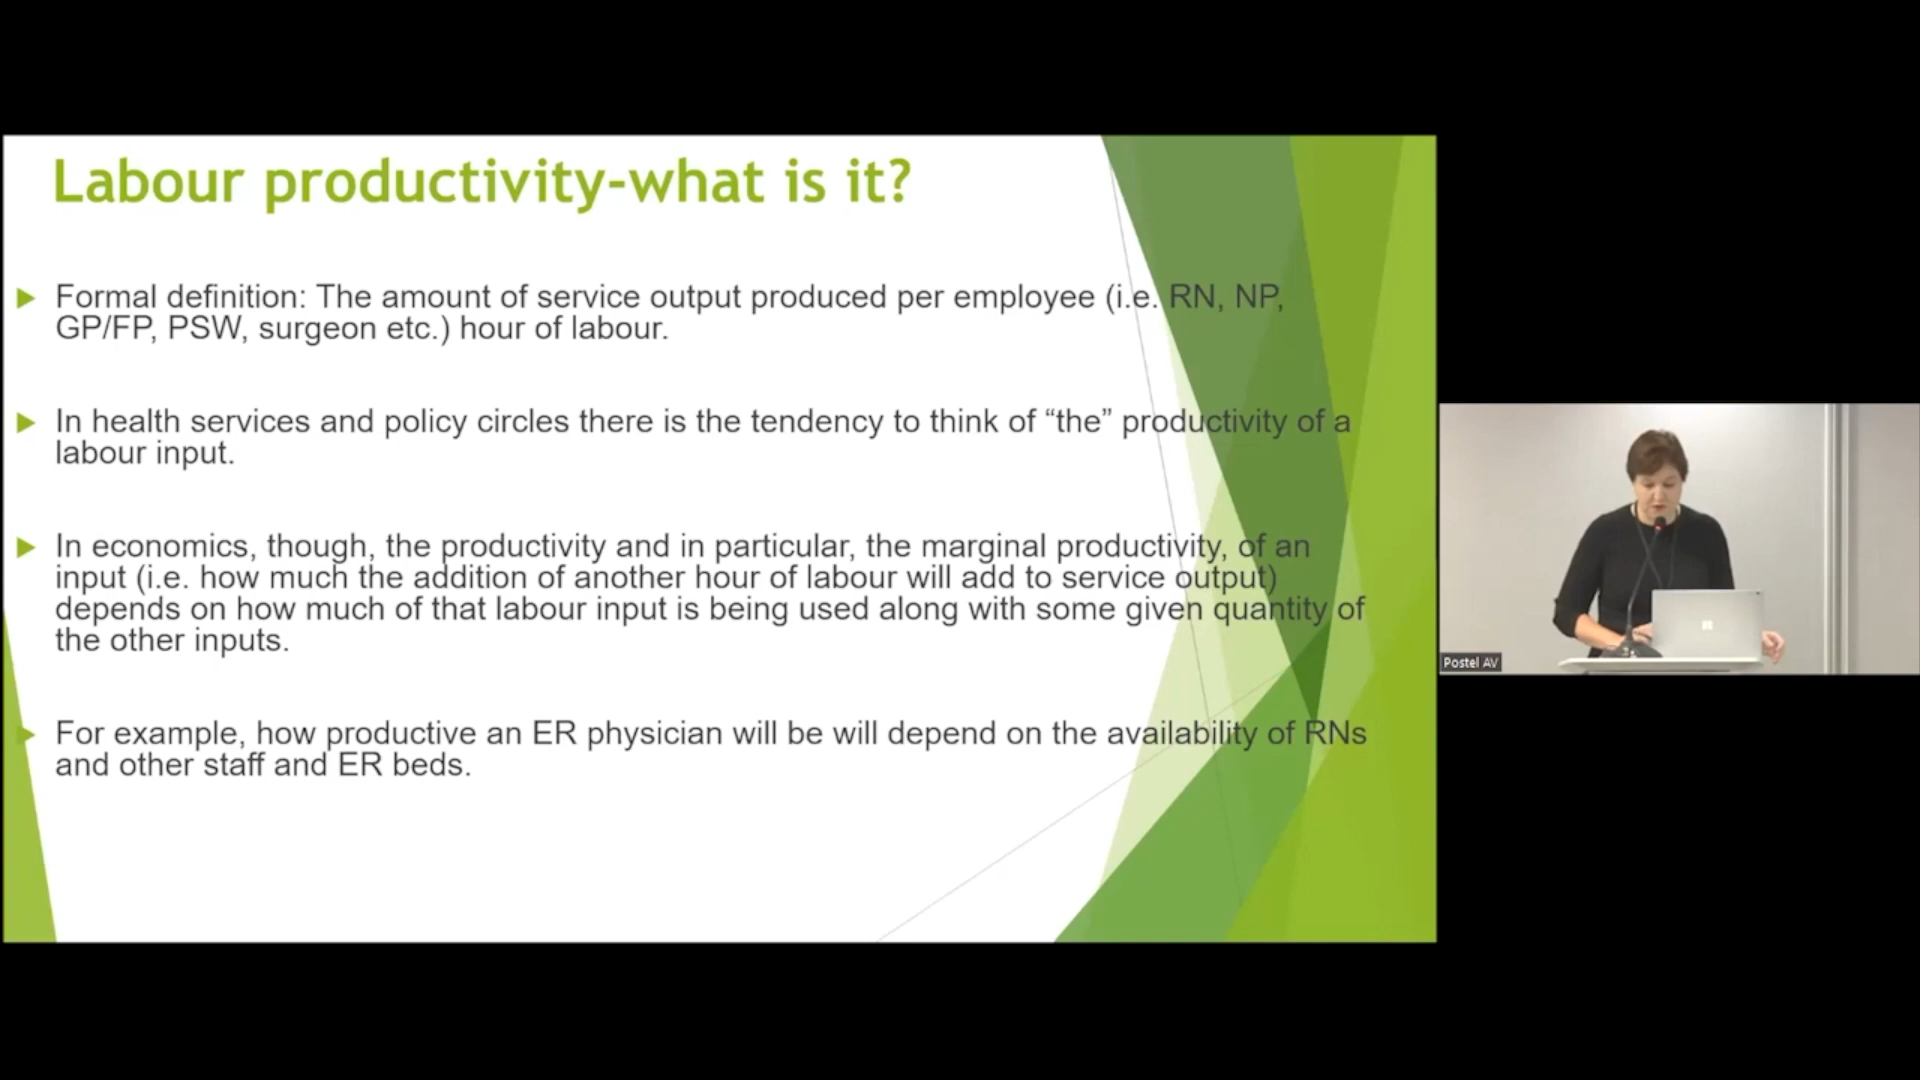 Labour productivity-what is it?
Formal definition: The amount of service output produced per employee (i.e. RN, NP,
GP/FP, PSW, surgeon etc.) hour of labour.
In health services and policy circles there is the tendency to think of “the” productivity of a
labour input.
In economics, though, the productivity and in particular, the marginal productivity, of an
input (i.e. how much the addition of another hour of labour will add to service output)
depends on how much of that labour input is being used along with some given quantity of
the other inputs.
For example, how productive an ER physician will be will depend on the availability of RNs
and other staff and ER beds.
Postel AV